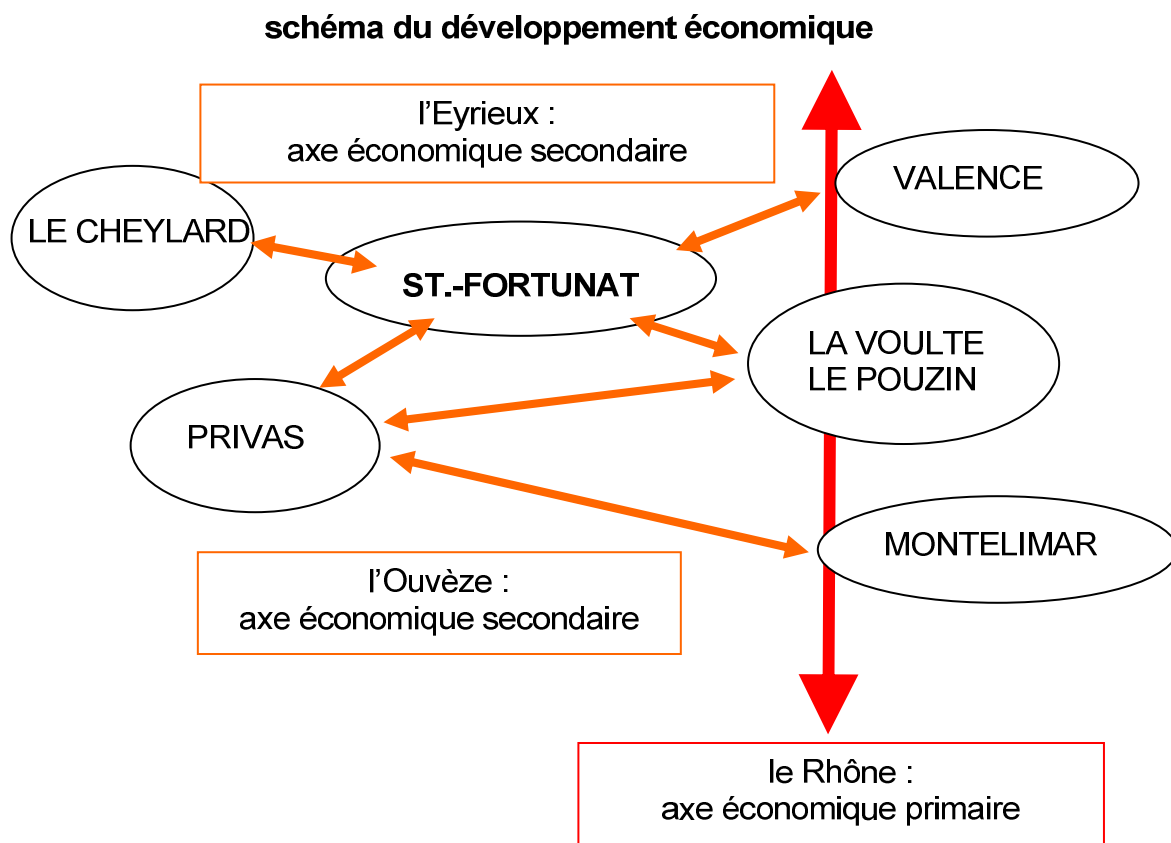 schéma du développement économique
l'Eyrieux :
axe économique secondaire
VALENCE
LE CHEYLARD
ST.-FORTUNAT
LA VOULTE
LE POUZIN
PRIVAS
MONTELIMAR
l'Ouvèze :
axe économique secondaire
le Rhône :
axe économique primaire